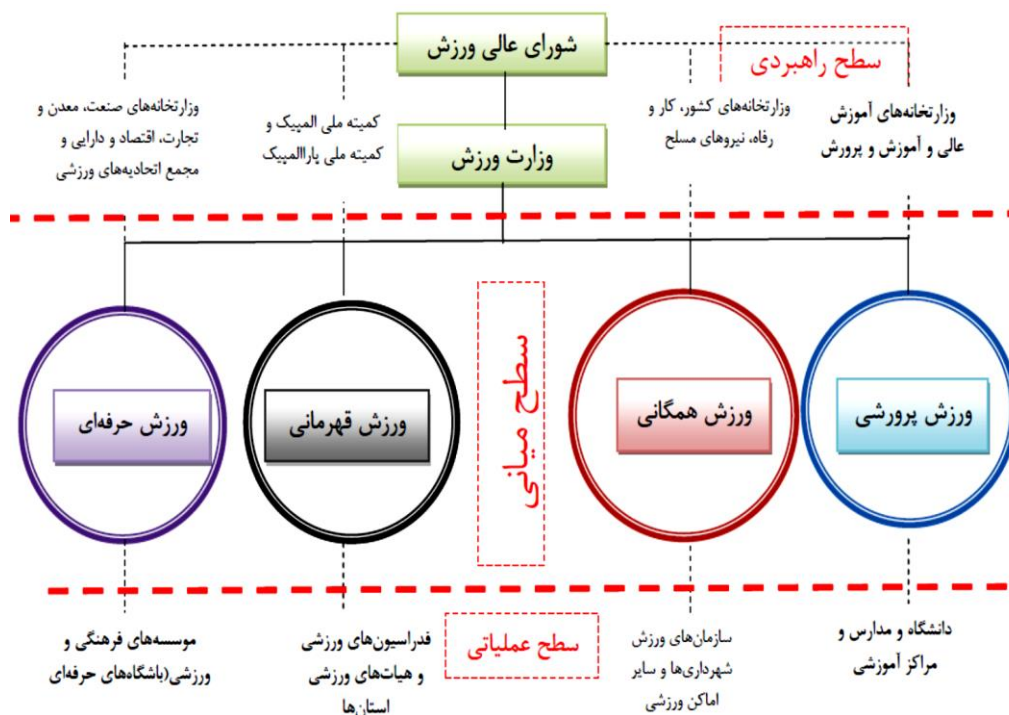 شورای عالی ورزش
سطح راهبردی
وزارتخانه‌های آموزش
عالی و آموزش و پرورش
وزارتخانه‌های کشور، کار و
رفاه، نیروهای مسلح
کمیته ملی المپیک و
کمیته ملی پاراالمپیک
وزارتخانه‌های صنعت، معدن و
تجارت، اقتصاد و دارایی و
مجمع اتحادیه‌های ورزشی
وزارت ورزش
ورزش پرورشی
ورزش همگانی
سطح میانی
ورزش قهرمانی
ورزش حرفه‌ای
دانشگاه و مدارس و
مراکز آموزشی
سازمان‌های ورزش
شهرداری‌ها و سایر
اماکن ورزشی
سطح عملیاتی
فدراسیون‌های ورزشی
و هیات‌های ورزشی
استان‌ها
موسسه‌های فرهنگی و
ورزشی(باشگاه‌های حرفه‌ای